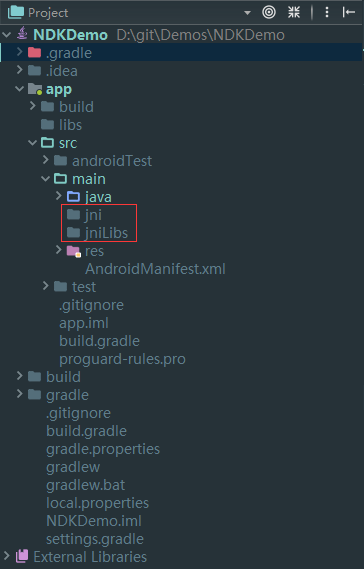 Project
NDKDemo D:\git\Demos\NDKDemo
.gradle
.idea
app
build
libs
src
androidTest
main
java
jni
jniLibs
res
AndroidManifest.xml
test
.gitignore
app.iml
build.gradle
proguard-rules.pro
build
gradle
.gitignore
build.gradle
gradle.properties
gradlew
gradlew.bat
local.properties
NDKDemo.iml
settings.gradle
External Libraries